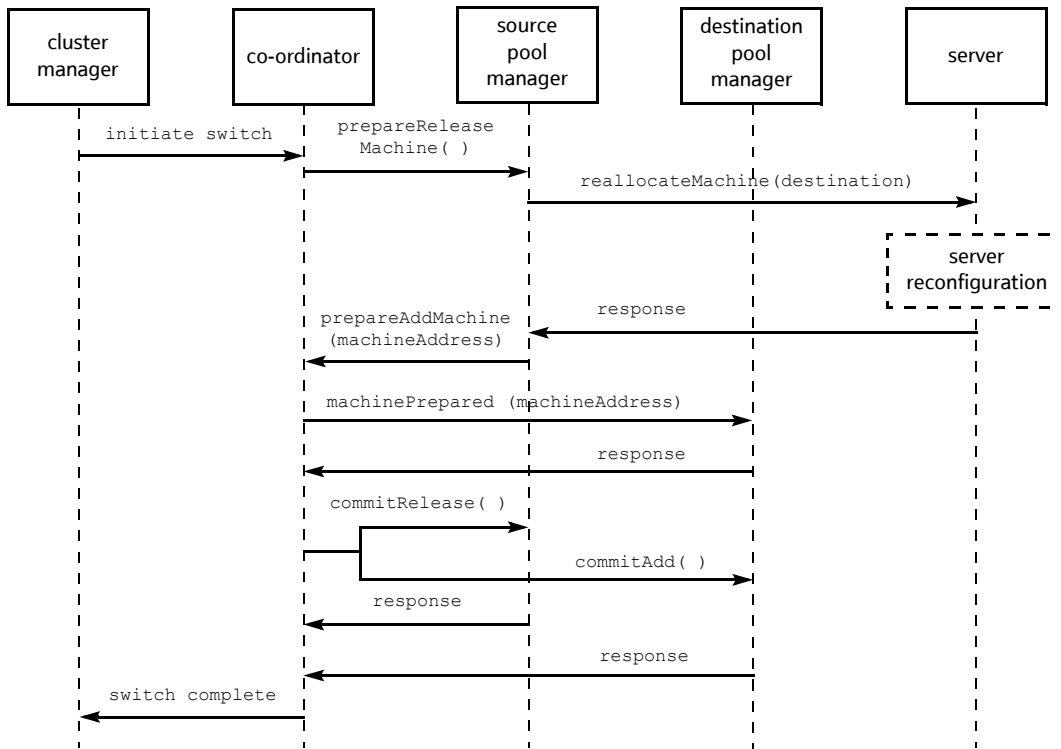 cluster
manager
co-ordinator
source
pool
manager
destination
pool
manager
server
initiate switch
prepareRelease
Machine( )
reallocateMachine(destination)
server
reconfiguration
response
prepareAddMachine
(machineAddress)
machinePrepared (machineAddress)
response
commitRelease( )
commitAdd( )
response
response
switch complete